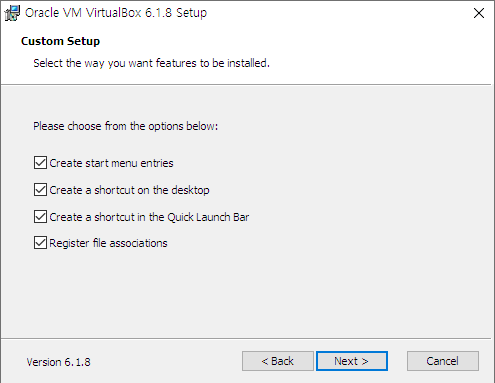 Oracle VM VirtualBox 6.1.8 Setup
Custom Setup
Select the way you want features to be installed.
Please choose from the options below:
Create start menu entries
Create a shortcut on the desktop
Create a shortcut in the Quick Launch Bar
Register file associations
Version 6.1.8
< Back
Next >
Cancel